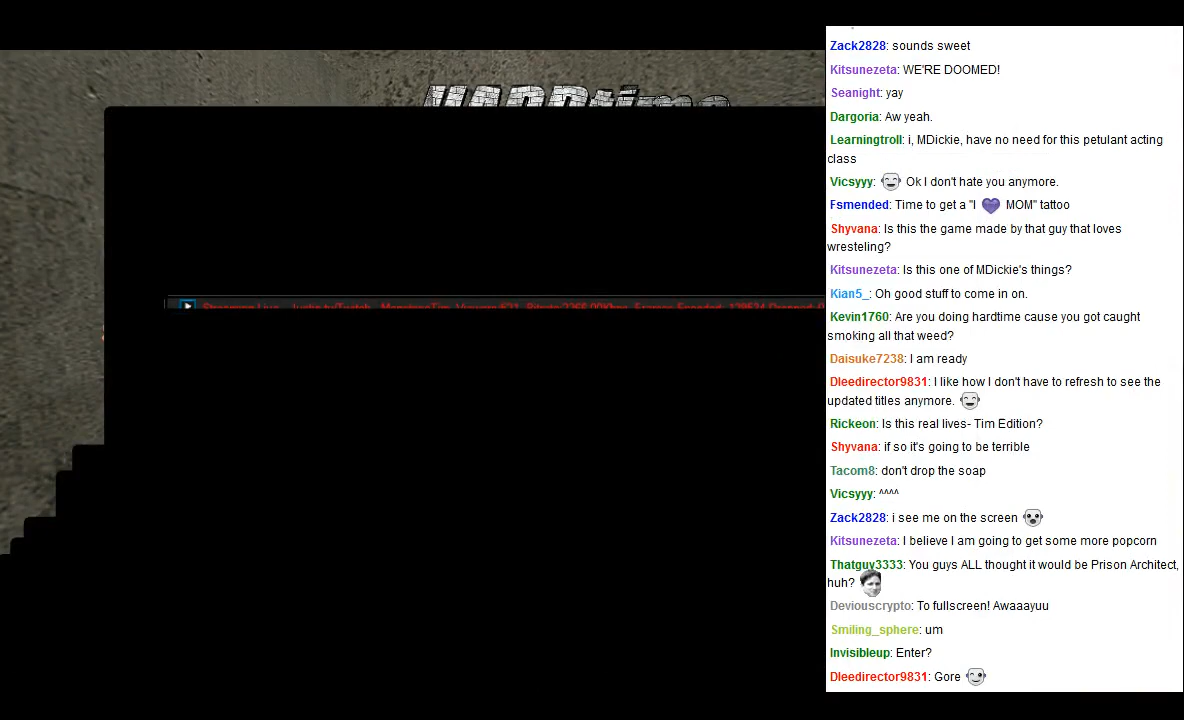 HARDtime
Zack2828: sounds sweet
Kitsunezeta: WE'RE DOOMED!
Seanight: yay
Dargoria: Aw yeah.
Learningtroll: i, MDickie, have no need for this petulant acting
class
Vicsyyy: Ok I don't hate you anymore.
Fsmended: Time to get a "I MOM" tattoo
Shyvana: Is this the game made by that guy that loves
wresteling?
Kitsunezeta: Is this one of MDickie's things?
Kian5_: Oh good stuff to come in on.
Kevin1760: Are you doing hardtime cause you got caught
smoking all that weed?
Daisuke7238: I am ready
Dleedirector9831: I like how I don't have to refresh to see the
updated titles anymore.
Rickeon: Is this real lives- Tim Edition?
Shyvana: if so it's going to be terrible
Tacom8: don't drop the soap
Vicsyyy: ^^^^
Zack2828: i see me on the screen
Kitsunezeta: I believe I am going to get some more popcorn
Thatguy3333: You guys ALL thought it would be Prison Architect,
huh?
Deviouscrypto: To fullscreen! Awaaayuu
Smiling_sphere: um
Invisibleup: Enter?
Dleedirector9831: Gore